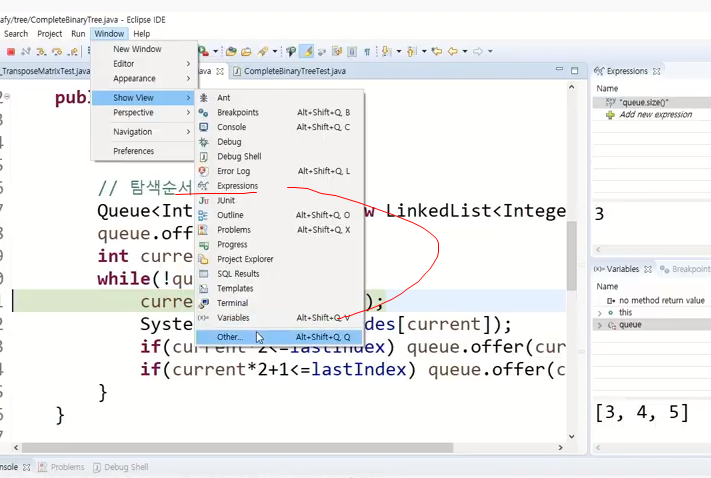 afy/tree/CompleteBinaryTree.java - Eclipse IDE
Search Project Run Window Help
_TransposeMatrixTest.java
ava
CompleteBinaryTreeTest.java
New Window
Editor
Appearance
Show View
Perspective
Navigation
Preferences
Ant
Breakpoints Alt+Shift+Q, B
Console Alt+Shift+Q, C
Debug
Debug Shell
Error Log Alt+Shift+Q, L
Expressions
JUnit
Outline Alt+Shift+Q, O
Problems Alt+Shift+Q, X
Progress
Project Explorer
SQL Results
Templates
Terminal
Variables Alt+Shift+Q, V
Other... Alt+Shift+Q, Q
pub
// 탐색순서
Queue<Int w LinkedList<Intege
queue.off
int curre
while(!qu
curre );
Syste des[current]);
if(current*2<=lastIndex) queue.offer(cur
if(current*2+1<=lastIndex) queue.offer(c
}
}
onsole Problems Debug Shell
Expressions
Name
"queue.size()"
Add new expression
3
Variables Breakpoint
Name
no method return value
this
queue
[3, 4, 5]